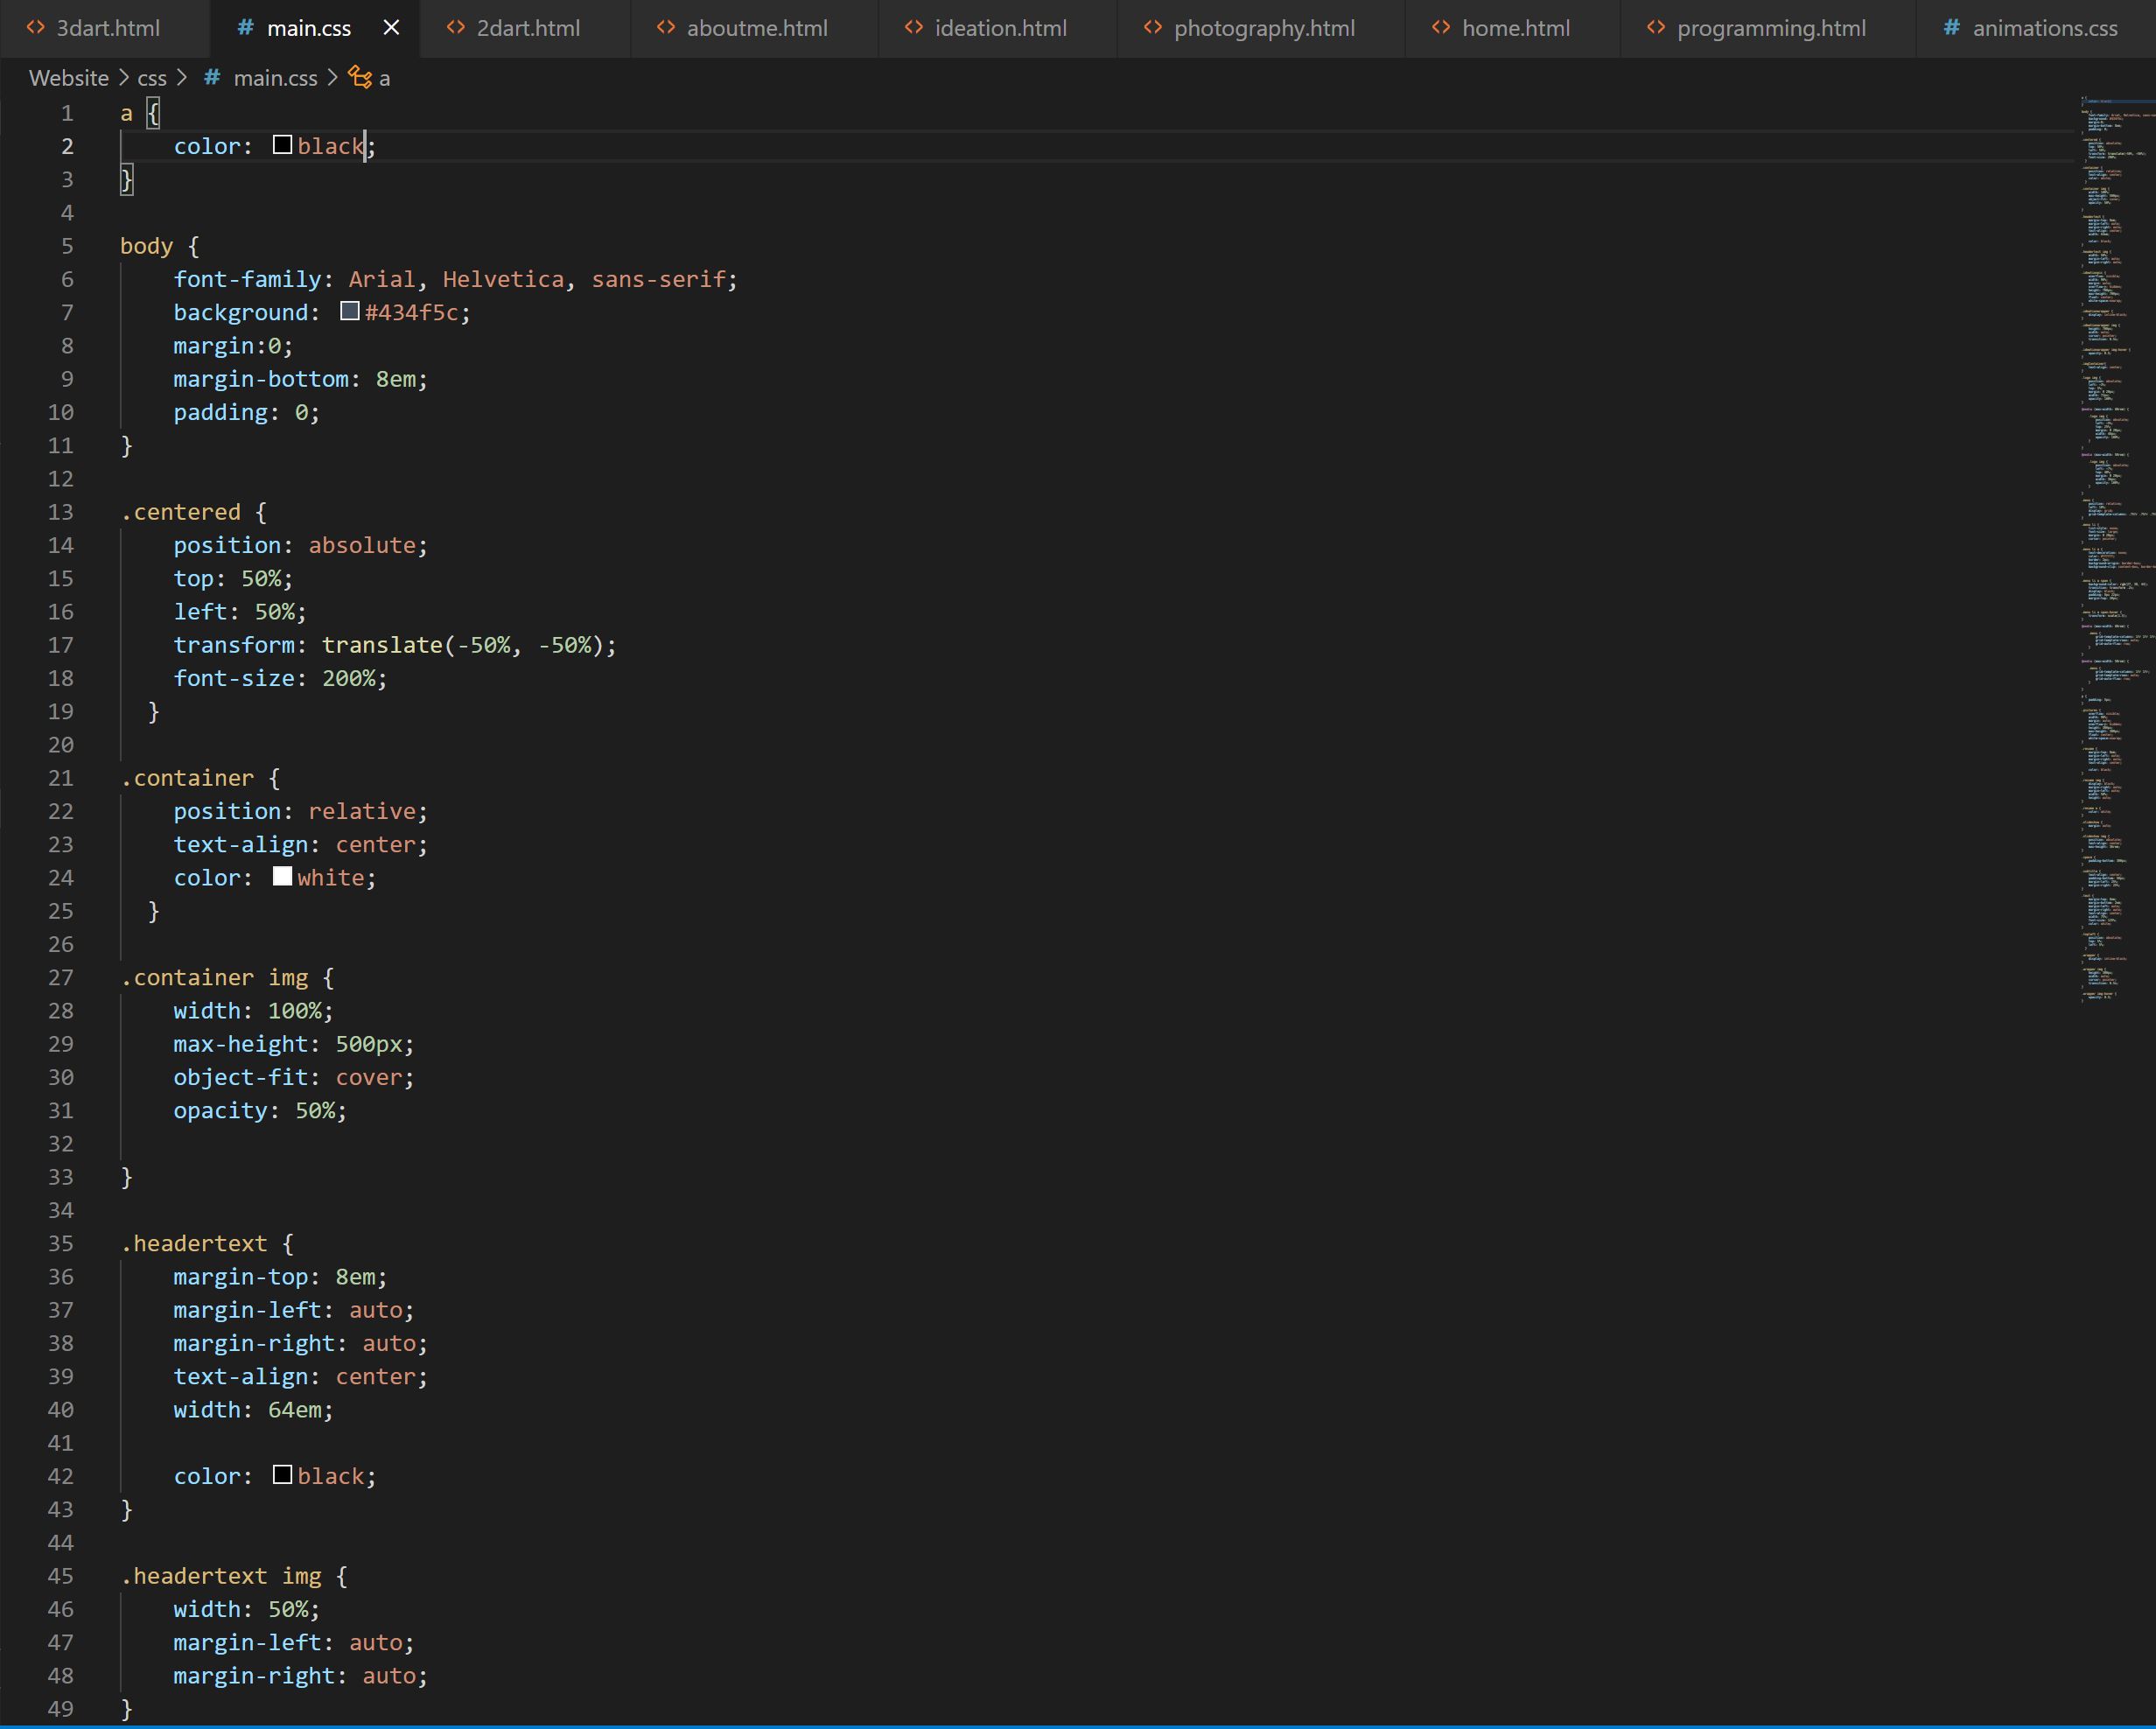 3dart.html main.css 2dart.html aboutme.html ideation.html photography.html home.html programming.html # animations.css
Website > css > # main.css > a
1 a {
2     color: black;
3 }
4
5 body {
6     font-family: Arial, Helvetica, sans-serif;
7     background: #434f5c;
8     margin:0;
9     margin-bottom: 8em;
10     padding: 0;
11 }
12
13 .centered {
14     position: absolute;
15     top: 50%;
16     left: 50%;
17     transform: translate(-50%, -50%);
18     font-size: 200%;
19   }
20
21 .container {
22     position: relative;
23     text-align: center;
24     color: white;
25   }
26
27 .container img {
28     width: 100%;
29     max-height: 500px;
30     object-fit: cover;
31     opacity: 50%;
32
33 }
34
35 .headertext {
36     margin-top: 8em;
37     margin-left: auto;
38     margin-right: auto;
39     text-align: center;
40     width: 64em;
41
42     color: black;
43 }
44
45 .headertext img {
46     width: 50%;
47     margin-left: auto;
48     margin-right: auto;
49 }